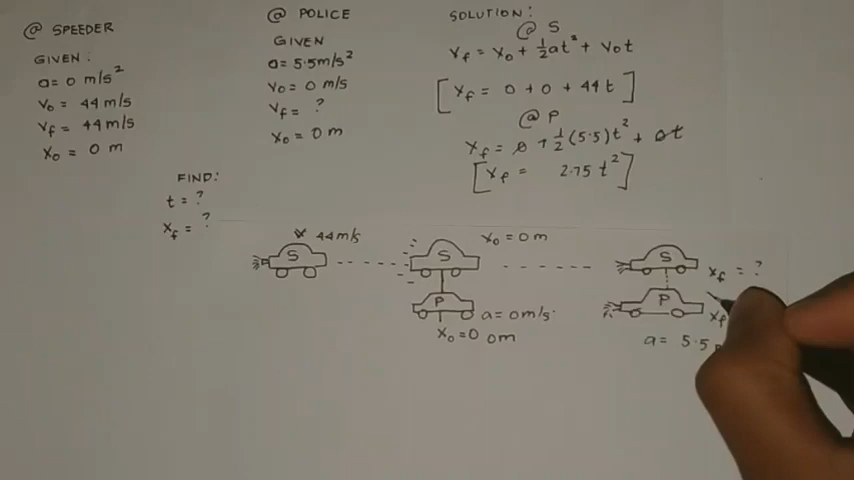 @ SPEEDER
GIVEN:
a = 0 m/s²
V₀ = 44 m/s
Vf = 44 m/s
X₀ = 0 m
@ POLICE
GIVEN
a = 5.5 m/s²
V₀ = 0 m/s
Vf = ?
X₀ = 0 m
FIND:
t = ?
Xf = ?
SOLUTION:
@ S
Xf = X₀ + ½at² + V₀t
[Xf = 0 + 0 + 44t]
@ P
Xf = 0 + ½(5.5)t² + 0t
[Xf = 2.75 t²]
44 m/s
S
S
X₀ = 0 m
P
a = 0 m/s
X₀ = 0 0m
S
Xf = ?
P
Xf
a = 5.5